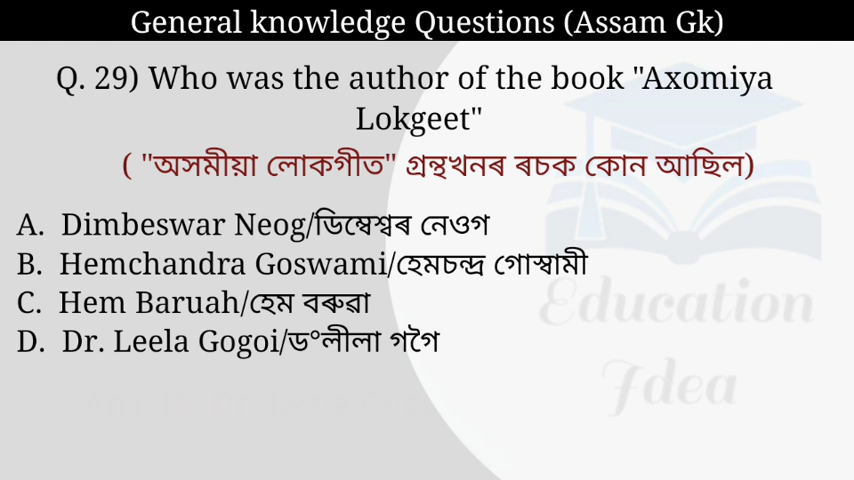 General knowledge Questions (Assam Gk)
Q. 29) Who was the author of the book "Axomiya
Lokgeet"
( "অসমীয়া লোকগীত" গ্ৰন্থখনৰ ৰচক কোন আছিল)
A. Dimbeswar Neog/ডিম্বেশ্বৰ নেওগ
B. Hemchandra Goswami/হেমচন্দ্ৰ গোস্বামী
C. Hem Baruah/হেম বৰুৱা
D. Dr. Leela Gogoi/ড°লীলা গগৈ
Education
Idea